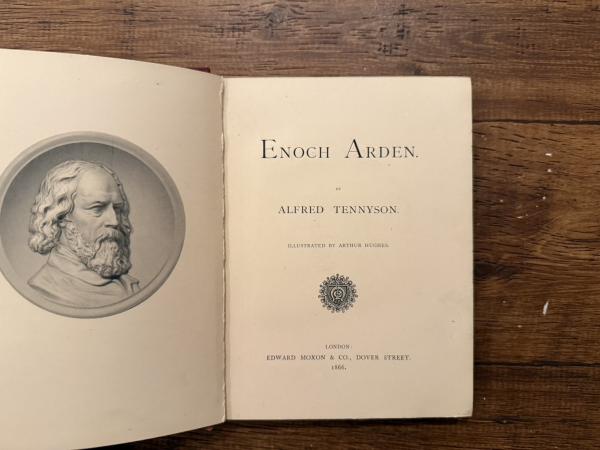 ENOCH ARDEN.
BY
ALFRED TENNYSON.
ILLUSTRATED BY ARTHUR HUGHES.
LONDON:
EDWARD MOXON & CO., DOVER STREET.
1866.